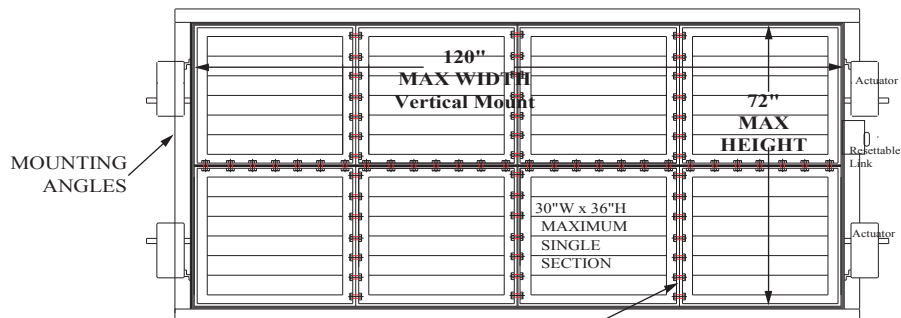 120"
MAX WIDTH
Vertical Mount
72"
MAX
HEIGHT
Actuator
Resettable
Link
MOUNTING
ANGLES
30"W x 36"H
MAXIMUM
SINGLE
SECTION
Actuator